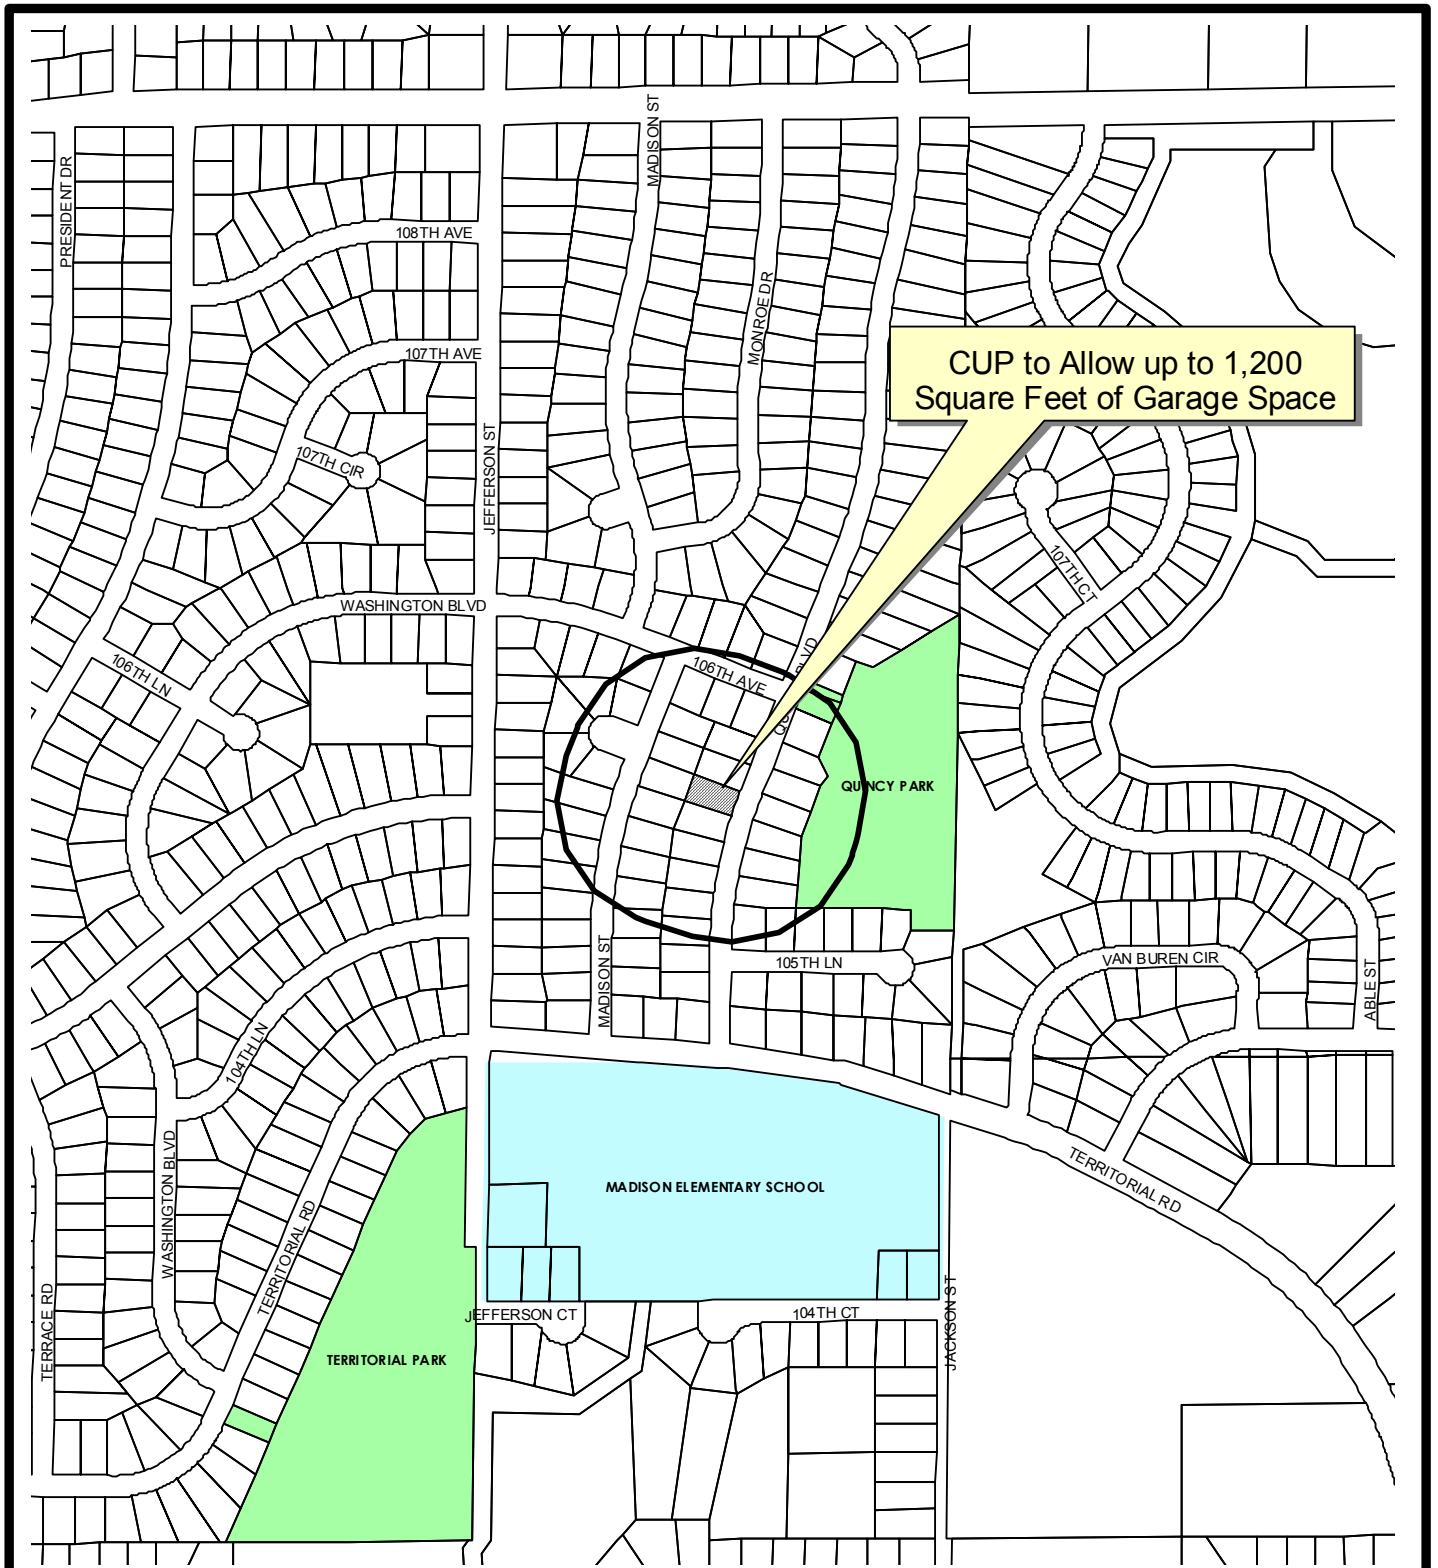 MADISON ST
PRESIDENT DR
108TH AVE
MONROE DR
107TH AVE
CUP to Allow up to 1,200
Square Feet of Garage Space
JEFFERSON ST
107TH CIR
107TH CT
WASHINGTON BLVD
106TH LN
106TH AVE
BLVD
QUINCY PARK
MADISON ST
105TH LN
VAN BUREN CIR
ABLE ST
104TH LN
WASHINGTON BLVD
TERRITORIAL RD
MADISON ELEMENTARY SCHOOL
TERRITORIAL RD
TERRACE RD
JEFFERSON CT
104TH CT
JACKSON ST
TERRITORIAL PARK